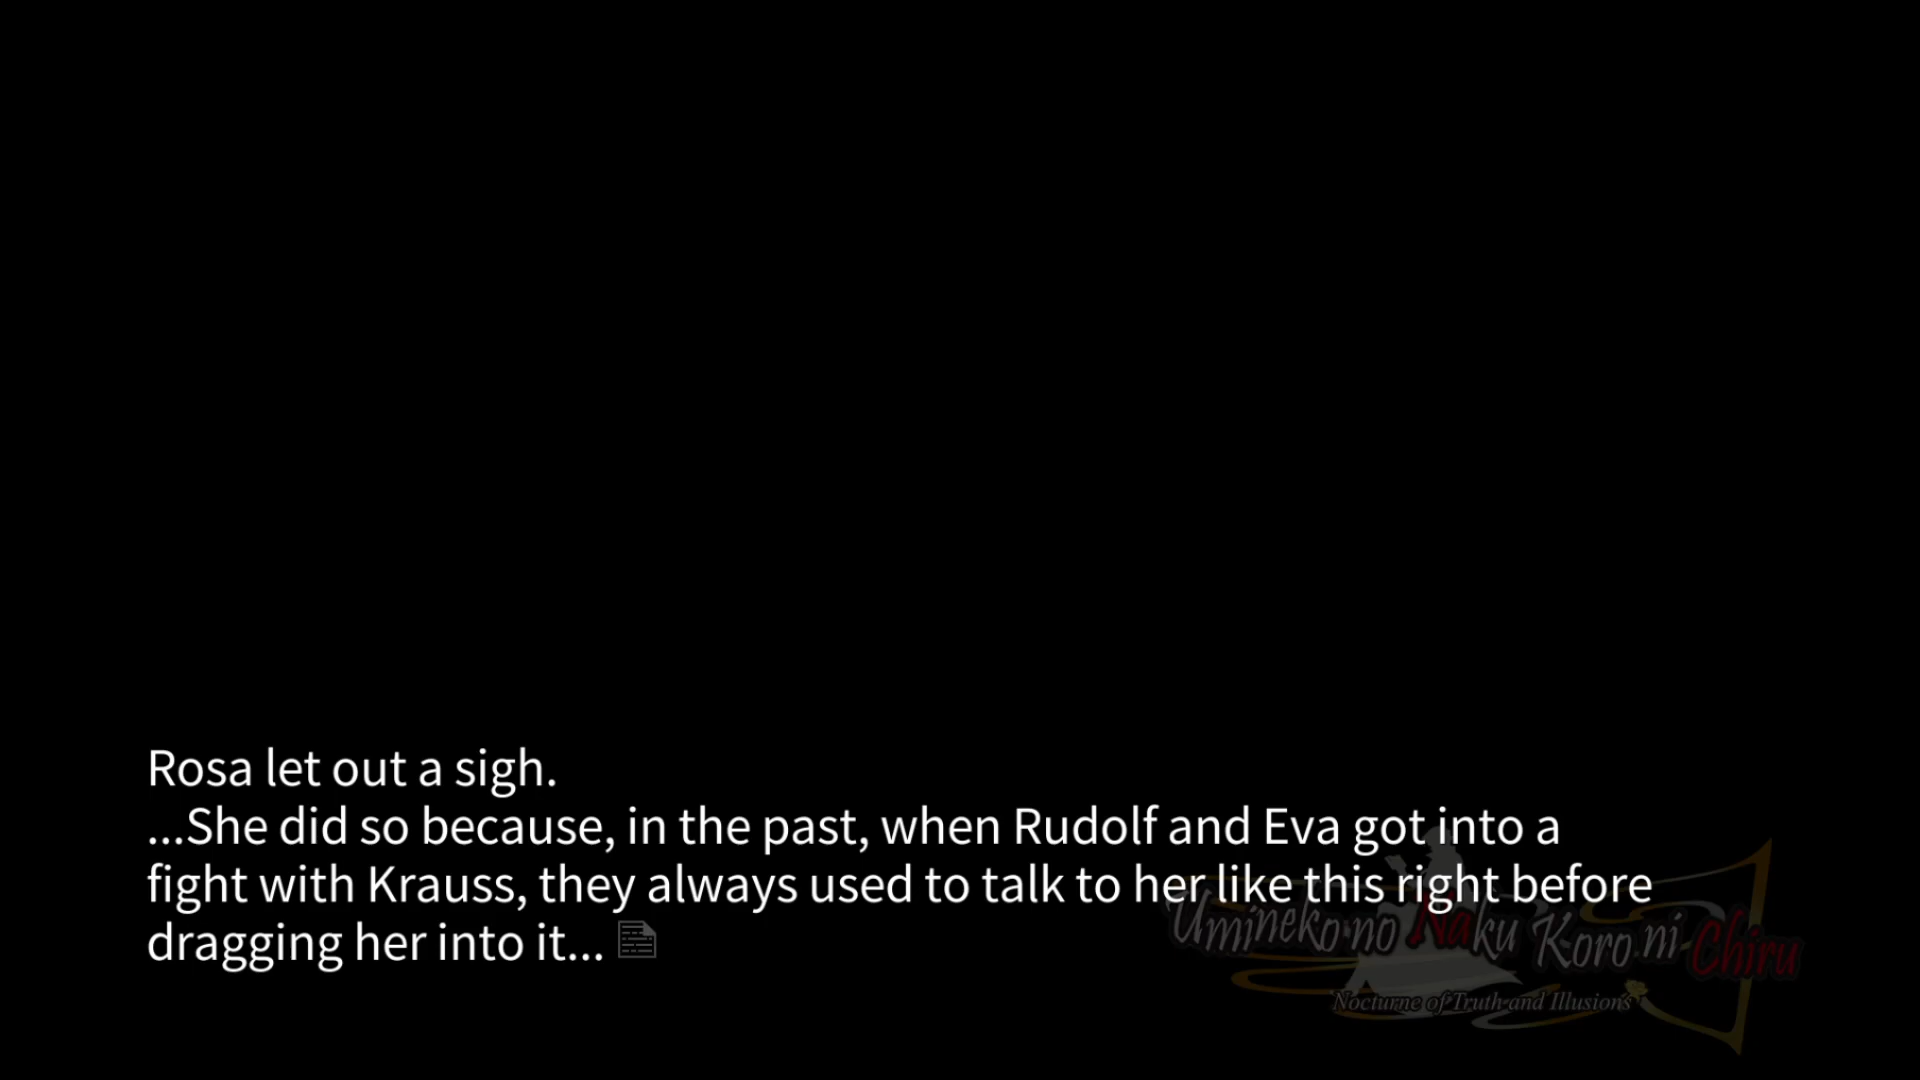 Rosa let out a sigh.
...She did so because, in the past, when Rudolf and Eva got into a
fight with Krauss, they always used to talk to her like this right before
dragging her into it...
Umineko no Naku Koro ni Chiru
Nocturne of Truth and Illusions